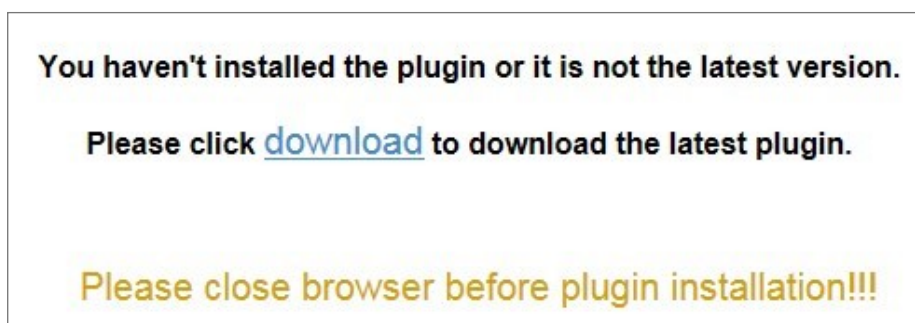 You haven't installed the plugin or it is not the latest version.
Please click download to download the latest plugin.
Please close browser before plugin installation!!!